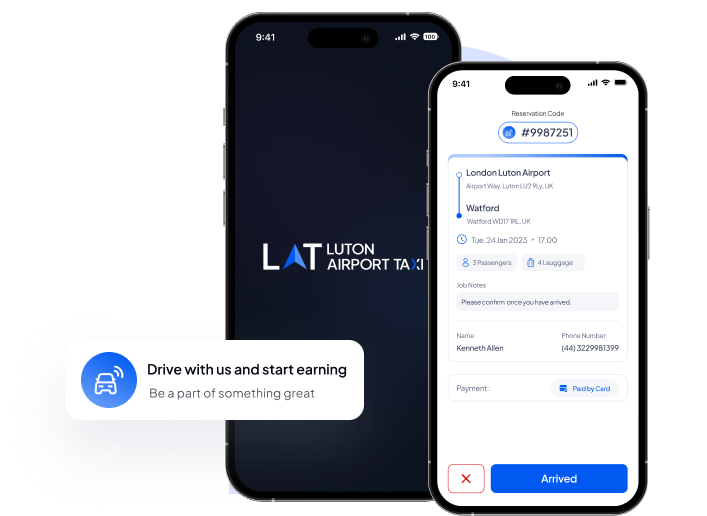 9:41
100
LAT LUTON
AIRPORT TAXI
Drive with us and start earning
Be a part of something great
9:41
Reservation Code
#9987251
London Luton Airport
Airport Way, Luton LU2 9Ly, UK
Watford
Watford WD17 1RL, UK
Tue, 24 Jan 2023 • 17.00
3 Passengers 4 Lauggage
Job Notes
Please confirm once you have arrived.
Name Phone Number
Kenneth Allen (44) 3229981399
Payment: Paid by Card
Arrived